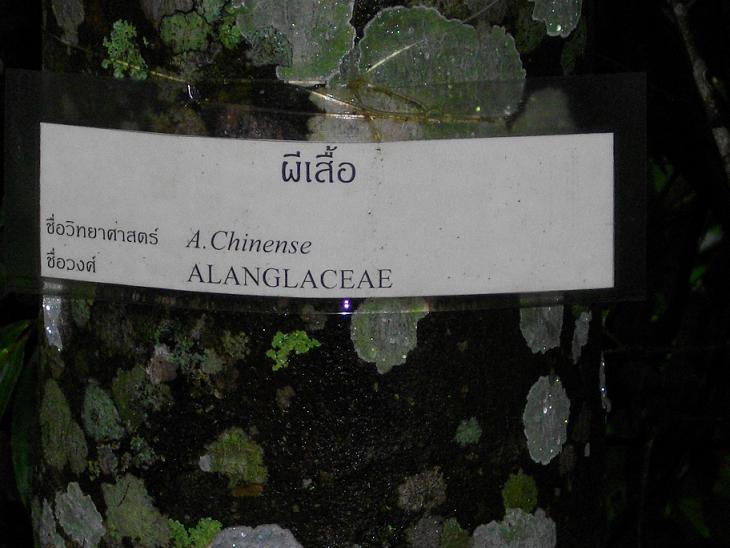 ผีเสื้อ
ชื่อวิทยาศาสตร์ A.Chinense
ชื่อวงศ์ ALANGLACEAE